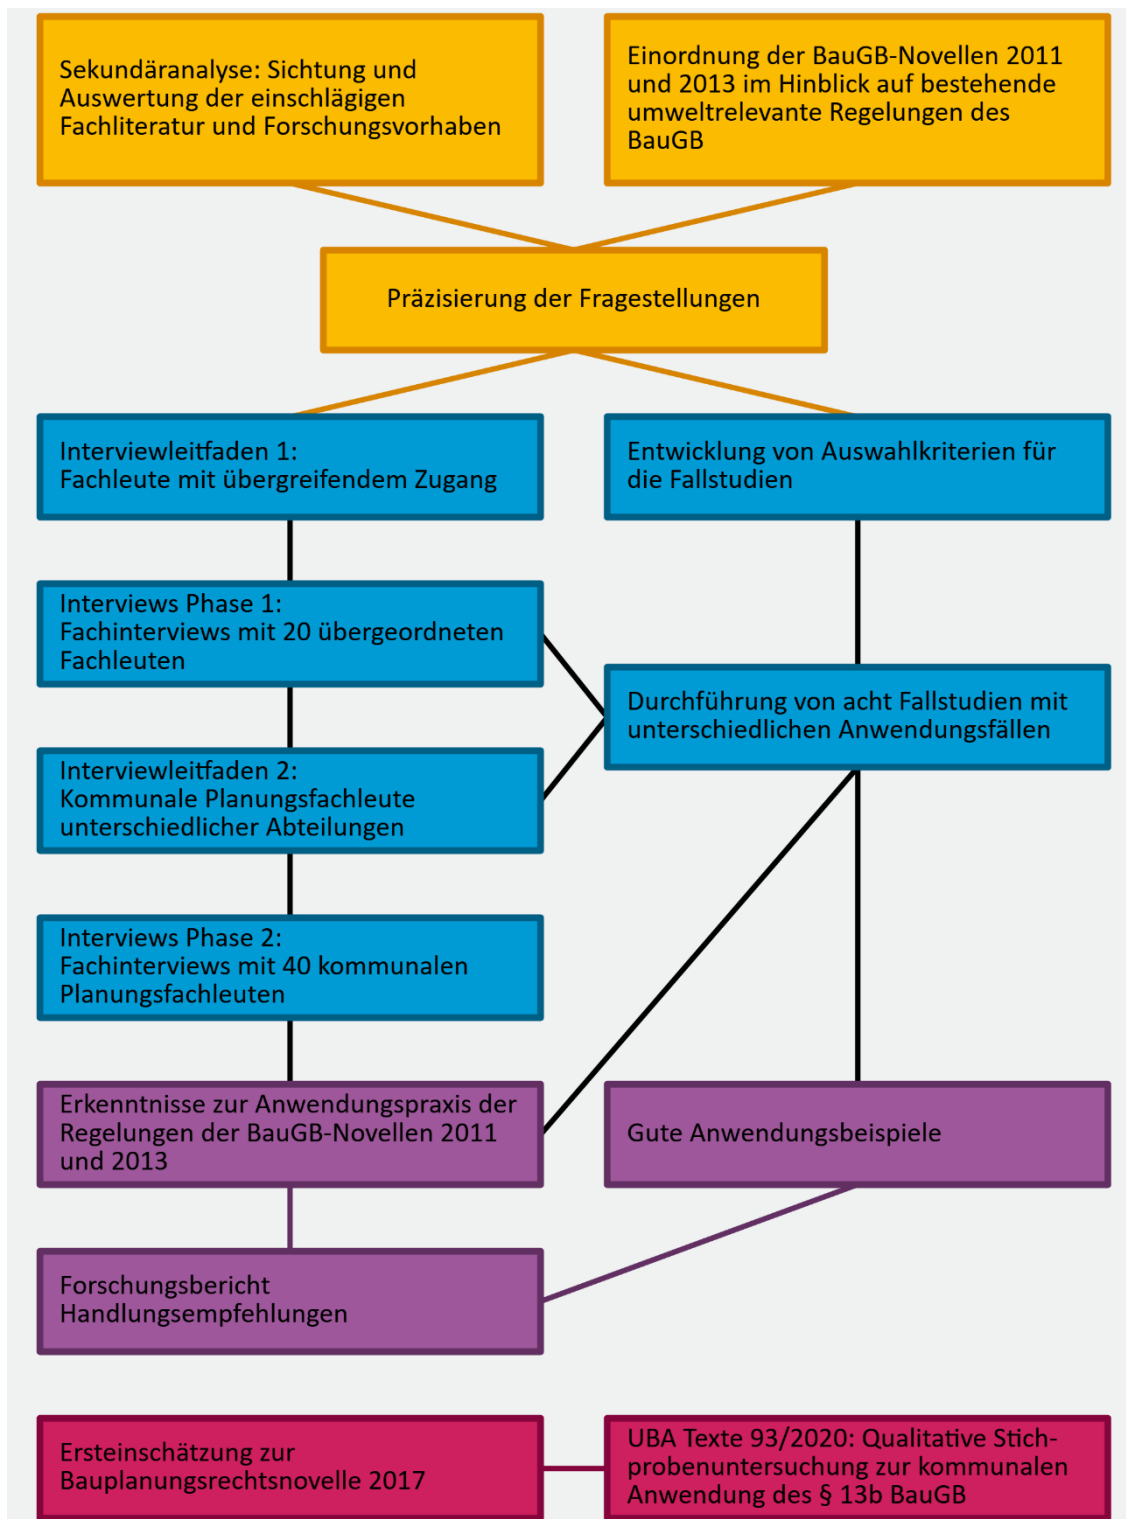 Sekundäranalyse: Sichtung und
Auswertung der einschlägigen
Fachliteratur und Forschungsvorhaben
Einordnung der BauGB-Novellen 2011
und 2013 im Hinblick auf bestehende
umweltrelevante Regelungen des
BauGB
Präzisierung der Fragestellungen
Interviewleitfaden 1:
Fachleute mit übergreifendem Zugang
Entwicklung von Auswahlkriterien für
die Fallstudien
Interviews Phase 1:
Fachinterviews mit 20 übergeordneten
Fachleuten
Durchführung von acht Fallstudien mit
unterschiedlichen Anwendungsfällen
Interviewleitfaden 2:
Kommunale Planungsfachleute
unterschiedlicher Abteilungen
Interviews Phase 2:
Fachinterviews mit 40 kommunalen
Planungsfachleuten
Erkenntnisse zur Anwendungspraxis der
Regelungen der BauGB-Novellen 2011
und 2013
Gute Anwendungsbeispiele
Forschungsbericht
Handlungsempfehlungen
Ersteinschätzung zur
Bauplanungsrechtsnovelle 2017
UBA Texte 93/2020: Qualitative Stich-
probenuntersuchung zur kommunalen
Anwendung des § 13b BauGB